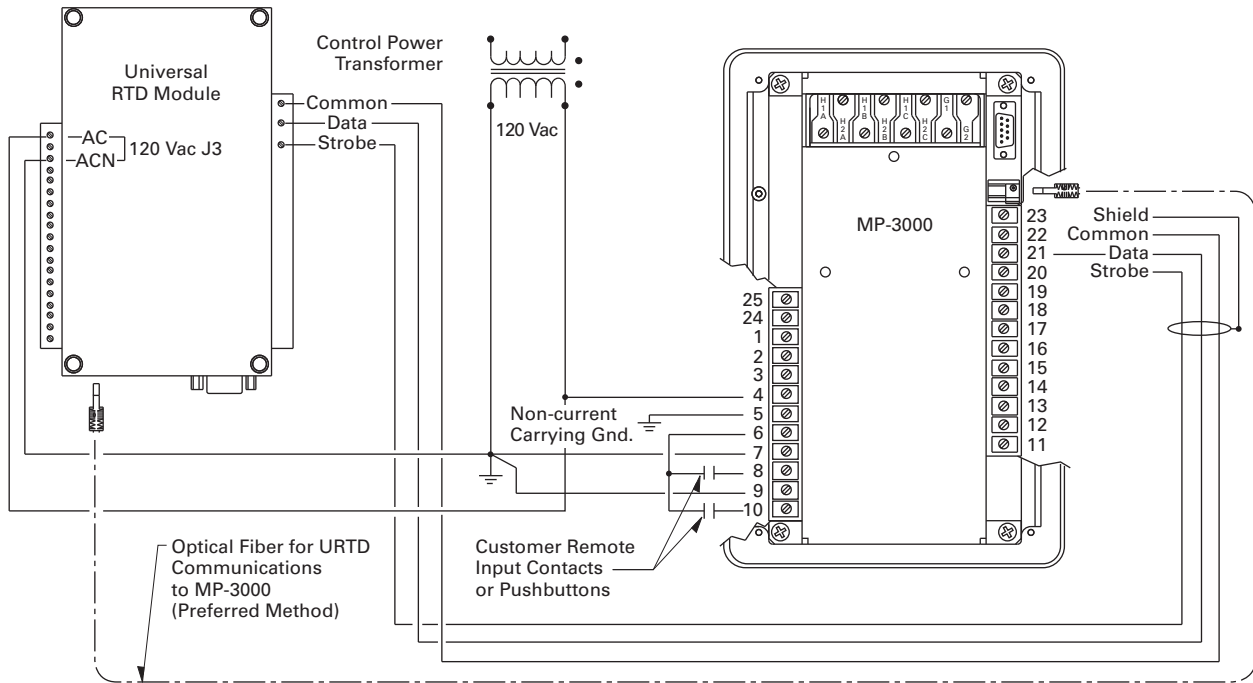 Universal
RTD Module
AC
ACN
120 Vac J3
Common
Data
Strobe
Control Power
Transformer
120 Vac
H1A
H2A
H1B
H2B
H1C
H2C
G1
G2
MP-3000
23
22
21
20
19
18
17
16
15
14
13
12
11
Shield
Common
Data
Strobe
25
24
1
2
3
4
5
6
7
8
9
10
Non-current
Carrying Gnd.
Optical Fiber for URTD
Communications
to MP-3000
(Preferred Method)
Customer Remote
Input Contacts
or Pushbuttons